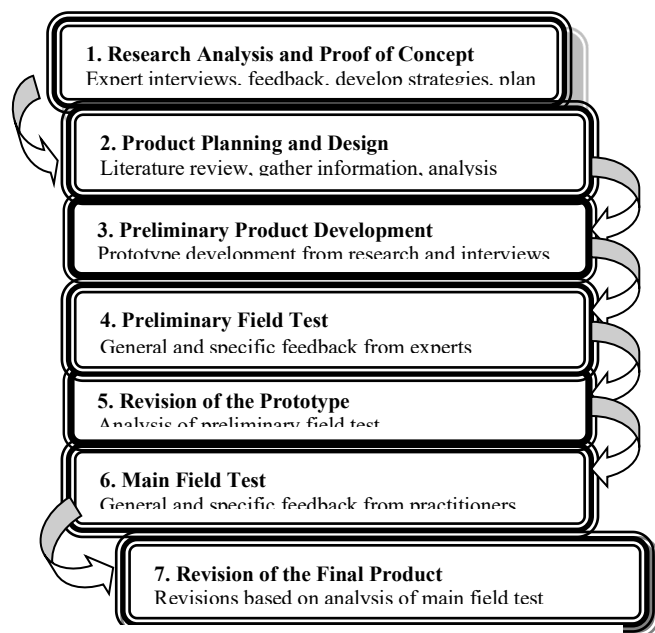 1. Research Analysis and Proof of Concept
Expert interviews, feedback, develop strategies, plan
2. Product Planning and Design
Literature review, gather information, analysis
3. Preliminary Product Development
Prototype development from research and interviews
4. Preliminary Field Test
General and specific feedback from experts
5. Revision of the Prototype
Analysis of preliminary field test
6. Main Field Test
General and specific feedback from practitioners
7. Revision of the Final Product
Revisions based on analysis of main field test